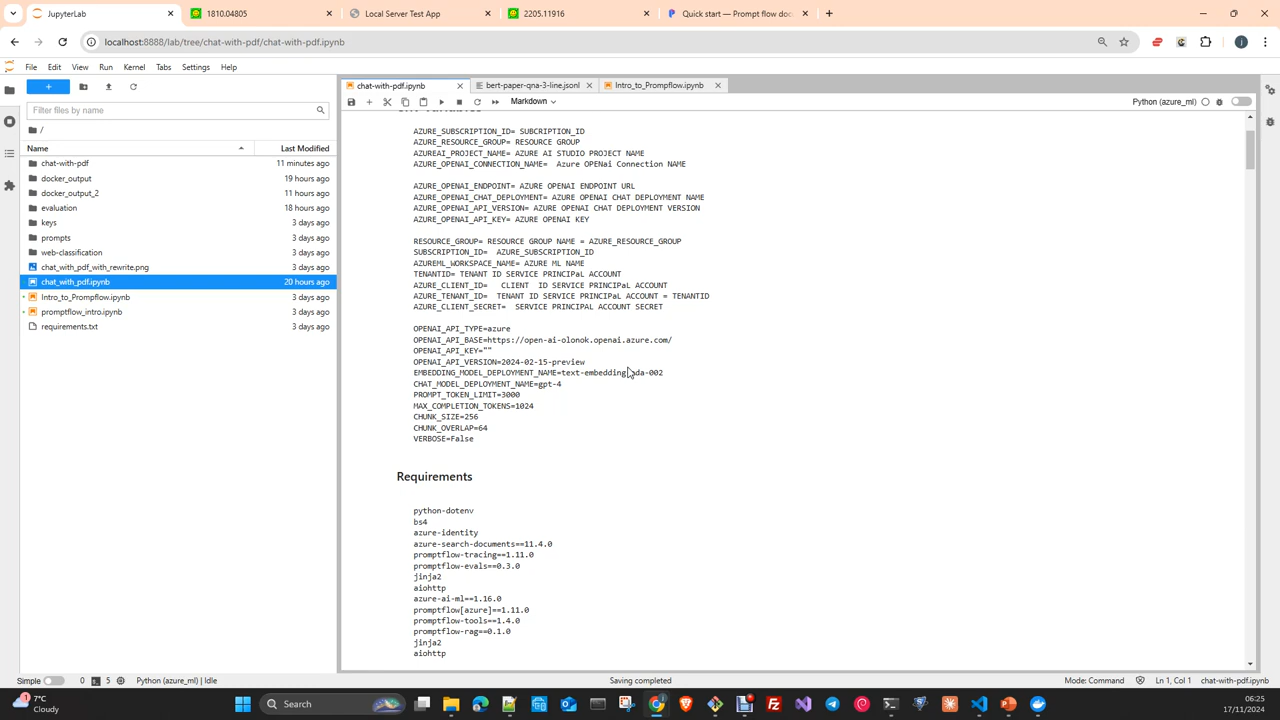 JupyterLab
1810.04805
Local Server Test App
2205.11916
Quick start — Prompt flow doc
localhost:8888/lab/tree/chat-with-pdf/chat-with-pdf.ipynb
File Edit View Run Kernel Tabs Settings Help
chat-with-pdf.ipynb
bert-paper-qna-3-line.jsonl
Intro_to_Prompflow.ipynb
Markdown
Python (azure_ml)
Filter files by name
/
Name Last Modified
chat-with-pdf 11 minutes ago
docker_output 19 hours ago
docker_output_2 11 hours ago
evaluation 18 hours ago
keys 3 days ago
prompts 3 days ago
web-classification 3 days ago
chat_with_pdf_with_rewrite.png 3 days ago
chat_with_pdf.ipynb 20 hours ago
Intro_to_Prompflow.ipynb 3 days ago
promptflow_intro.ipynb 3 days ago
requirements.txt 3 days ago
AZURE_SUBSCRIPTION_ID= SUBCRIPTION_ID
AZURE_RESOURCE_GROUP= RESOURCE GROUP
AZUREAI_PROJECT_NAME= AZURE AI STUDIO PROJECT NAME
AZURE_OPENAI_CONNECTION_NAME=  Azure OPENai Connection NAME
AZURE_OPENAI_ENDPOINT= AZURE OPENAI ENDPOINT URL
AZURE_OPENAI_CHAT_DEPLOYMENT= AZURE OPENAI CHAT DEPLOYMENT NAME
AZURE_OPENAI_API_VERSION= AZURE OPENAI CHAT DEPLOYMENT VERSION
AZURE_OPENAI_API_KEY= AZURE OPENAI KEY
RESOURCE_GROUP= RESOURCE GROUP NAME = AZURE_RESOURCE_GROUP
SUBSCRIPTION_ID=  AZURE_SUBSCRIPTION_ID
AZUREML_WORKSPACE_NAME= AZURE ML NAME
TENANTID= TENANT ID SERVICE PRINCIPaL ACCOUNT
AZURE_CLIENT_ID=   CLIENT  ID SERVICE PRINCIPaL ACCOUNT
AZURE_TENANT_ID=  TENANT ID SERVICE PRINCIPaL ACCOUNT = TENANTID
AZURE_CLIENT_SECRET=  SERVICE PRINCIPAL ACCOUNT SECRET
OPENAI_API_TYPE=azure
OPENAI_API_BASE=https://open-ai-olonok.openai.azure.com/
OPENAI_API_KEY=""
OPENAI_API_VERSION=2024-02-15-preview
EMBEDDING_MODEL_DEPLOYMENT_NAME=text-embedding-ada-002
CHAT_MODEL_DEPLOYMENT_NAME=gpt-4
PROMPT_TOKEN_LIMIT=3000
MAX_COMPLETION_TOKENS=1024
CHUNK_SIZE=256
CHUNK_OVERLAP=64
VERBOSE=False
Requirements
python-dotenv
bs4
azure-identity
azure-search-documents==11.4.0
promptflow-tracing==1.11.0
promptflow-evals==0.3.0
jinja2
aiohttp
azure-ai-ml==1.16.0
promptflow[azure]==1.11.0
promptflow-tools==1.4.0
promptflow-rag==0.1.0
jinja2
aiohttp
Simple 0 5 Python (azure_ml) | Idle
Saving completed
Mode: Command Ln 1, Col 1 chat-with-pdf.ipynb
1
7°C
Cloudy
Search
06:25
17/11/2024